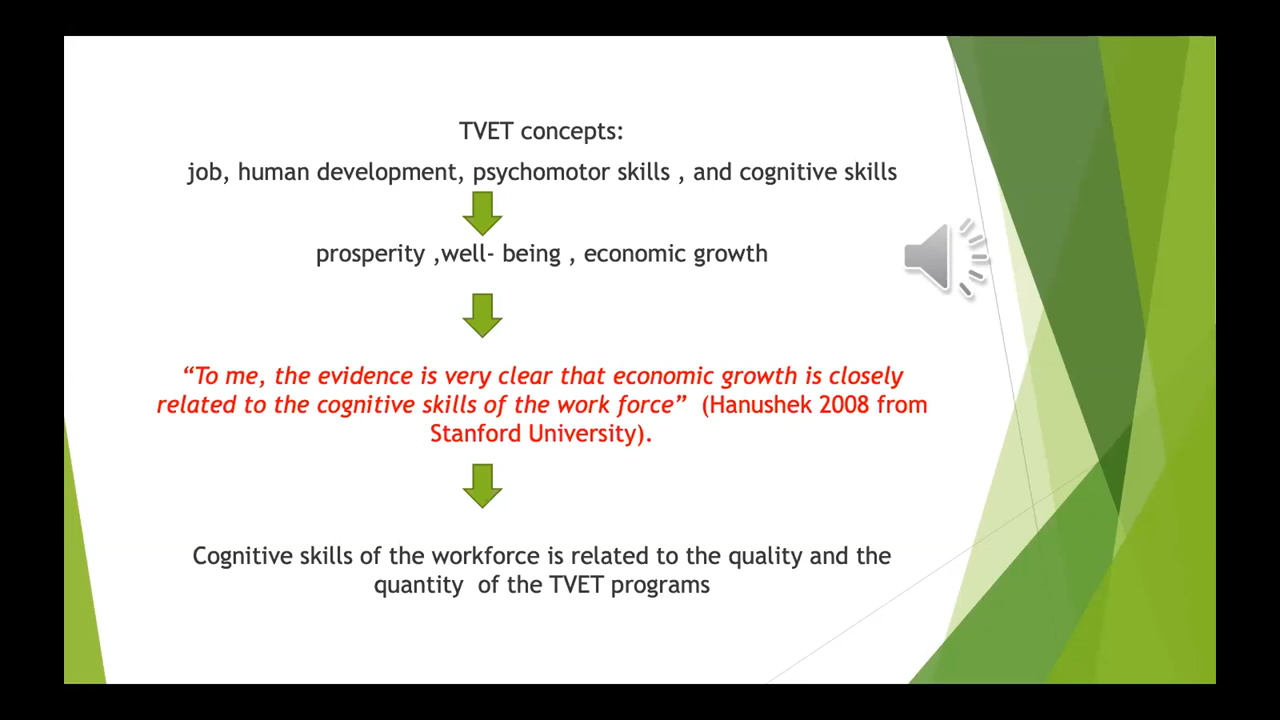 TVET concepts:
job, human development, psychomotor skills , and cognitive skills
prosperity ,well- being , economic growth
“To me, the evidence is very clear that economic growth is closely
related to the cognitive skills of the work force” (Hanushek 2008 from
Stanford University).
Cognitive skills of the workforce is related to the quality and the
quantity of the TVET programs